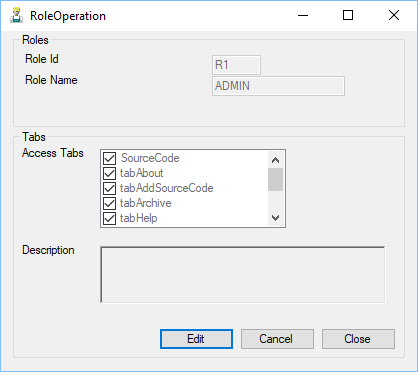 RoleOperation
Roles
Role Id
R1
Role Name
ADMIN
Tabs
Access Tabs
SourceCode
tabAbout
tabAddSourceCode
tabArchive
tabHelp
Description
Edit
Cancel
Close